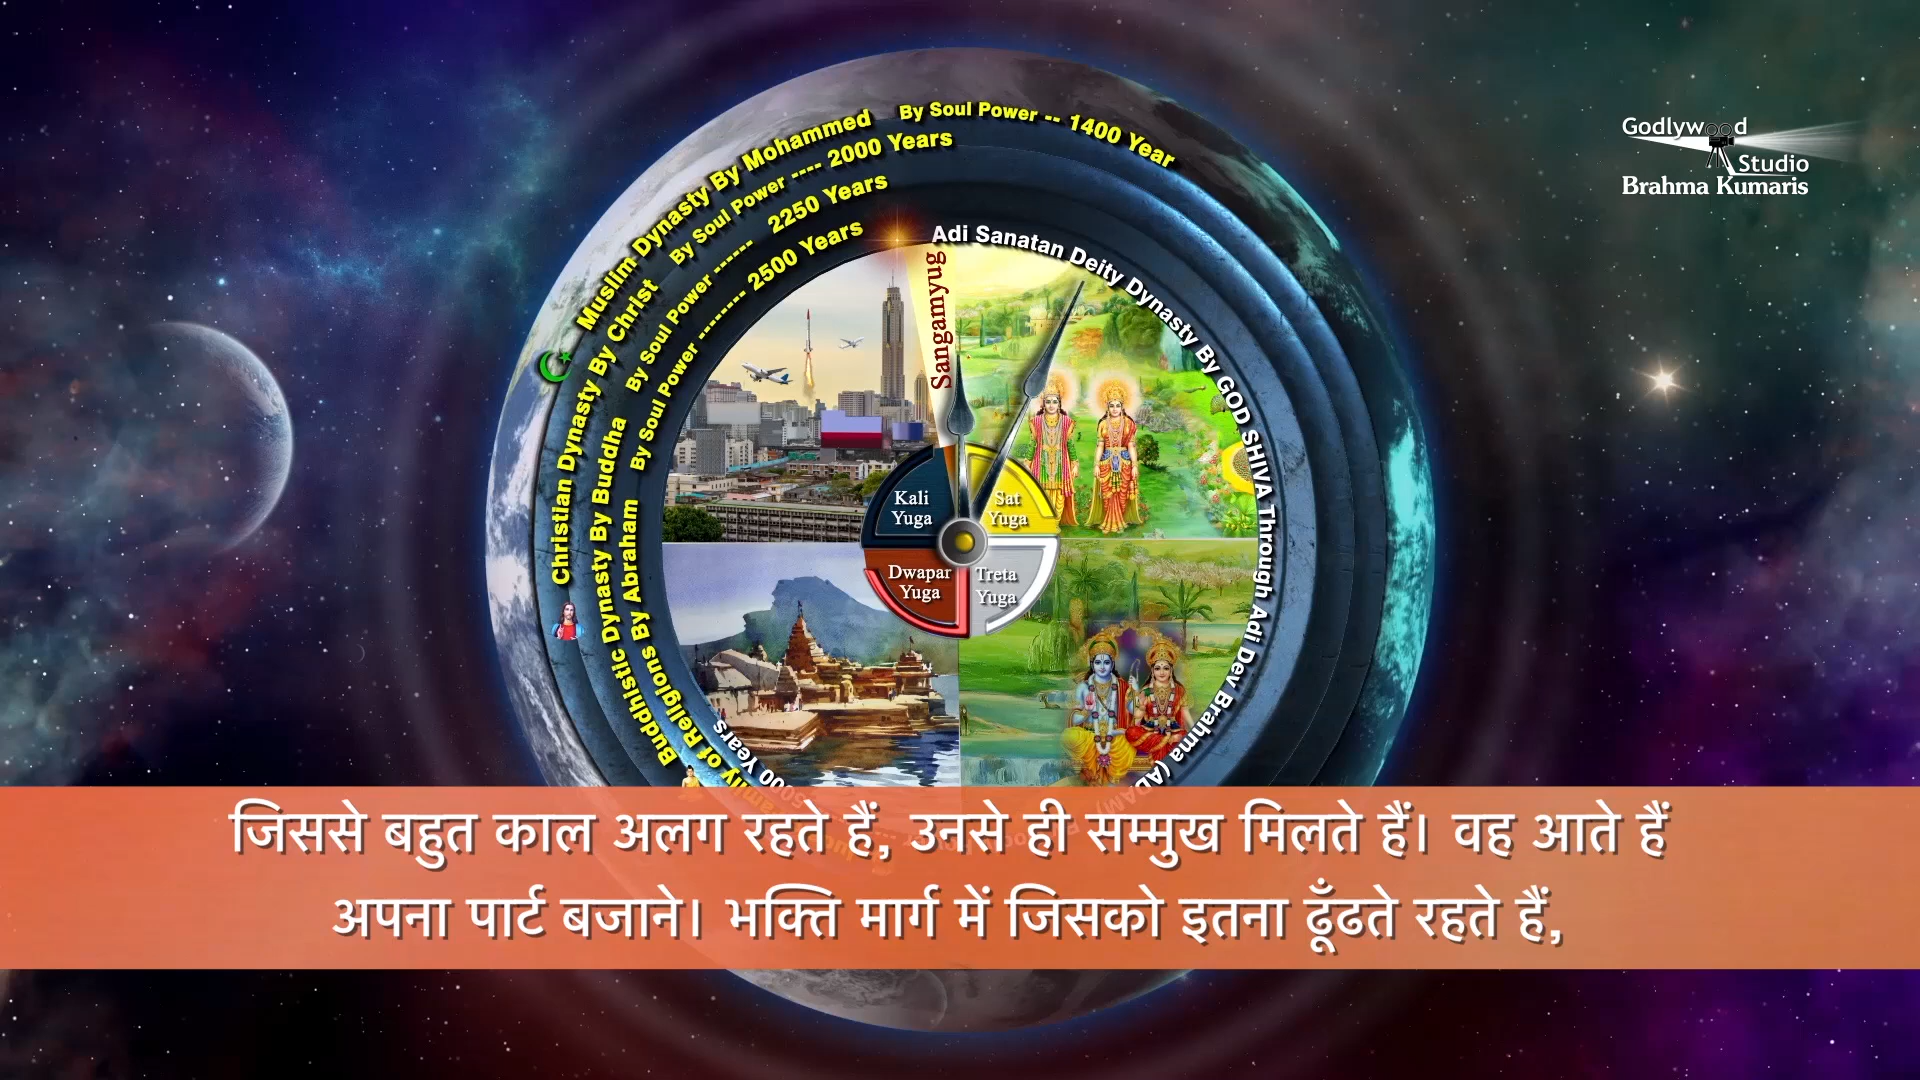 Godlywood
Studio
Brahma Kumaris
Muslim Dynasty By Mohammed By Soul Power -- 1400 Year
Christian Dynasty By Christ By Soul Power ---- 2000 Years
Buddhistic Dynasty By Buddha By Soul Power ------ 2250 Years
Religions By Abraham By Soul Power -------- 2500 Years
Adi Sanatan Deity Dynasty By GOD SHIVA Through Adi Dev Brahma
Sangamyug
Kali
Yuga
Sat
Yuga
Dwapar
Yuga
Treta
Yuga
जिससे बहुत काल अलग रहते हैं, उनसे ही सम्मुख मिलते हैं। वह आते हैं
अपना पार्ट बजाने। भक्ति मार्ग में जिसको इतना ढूँढते रहते हैं,